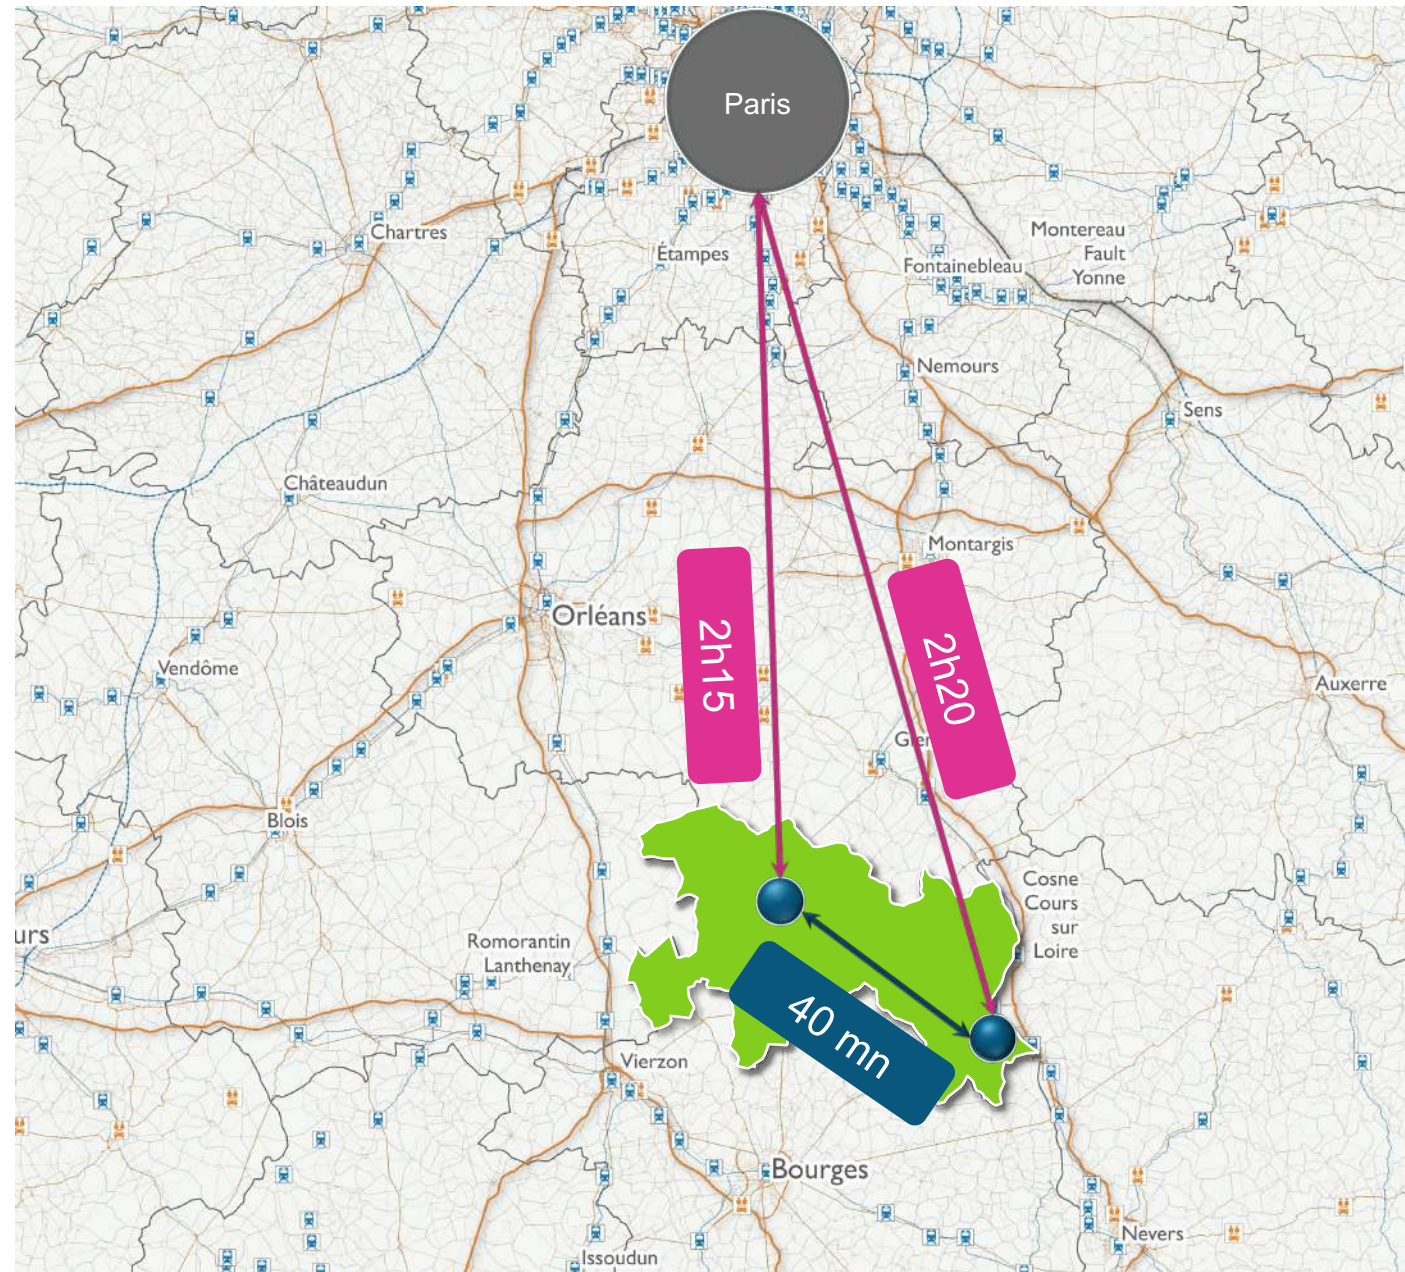 Paris
Chartres
Étampes
Montereau
Fault
Yonne
Fontainebleau
Nemours
Sens
Châteaudun
Montargis
Orléans
2h15
2h20
Vendôme
Auxerre
Blois
Cosne
Cours
sur
Loire
urs
Romorantin
Lanthenay
40 mn
Vierzon
Bourges
Nevers
Issoudun